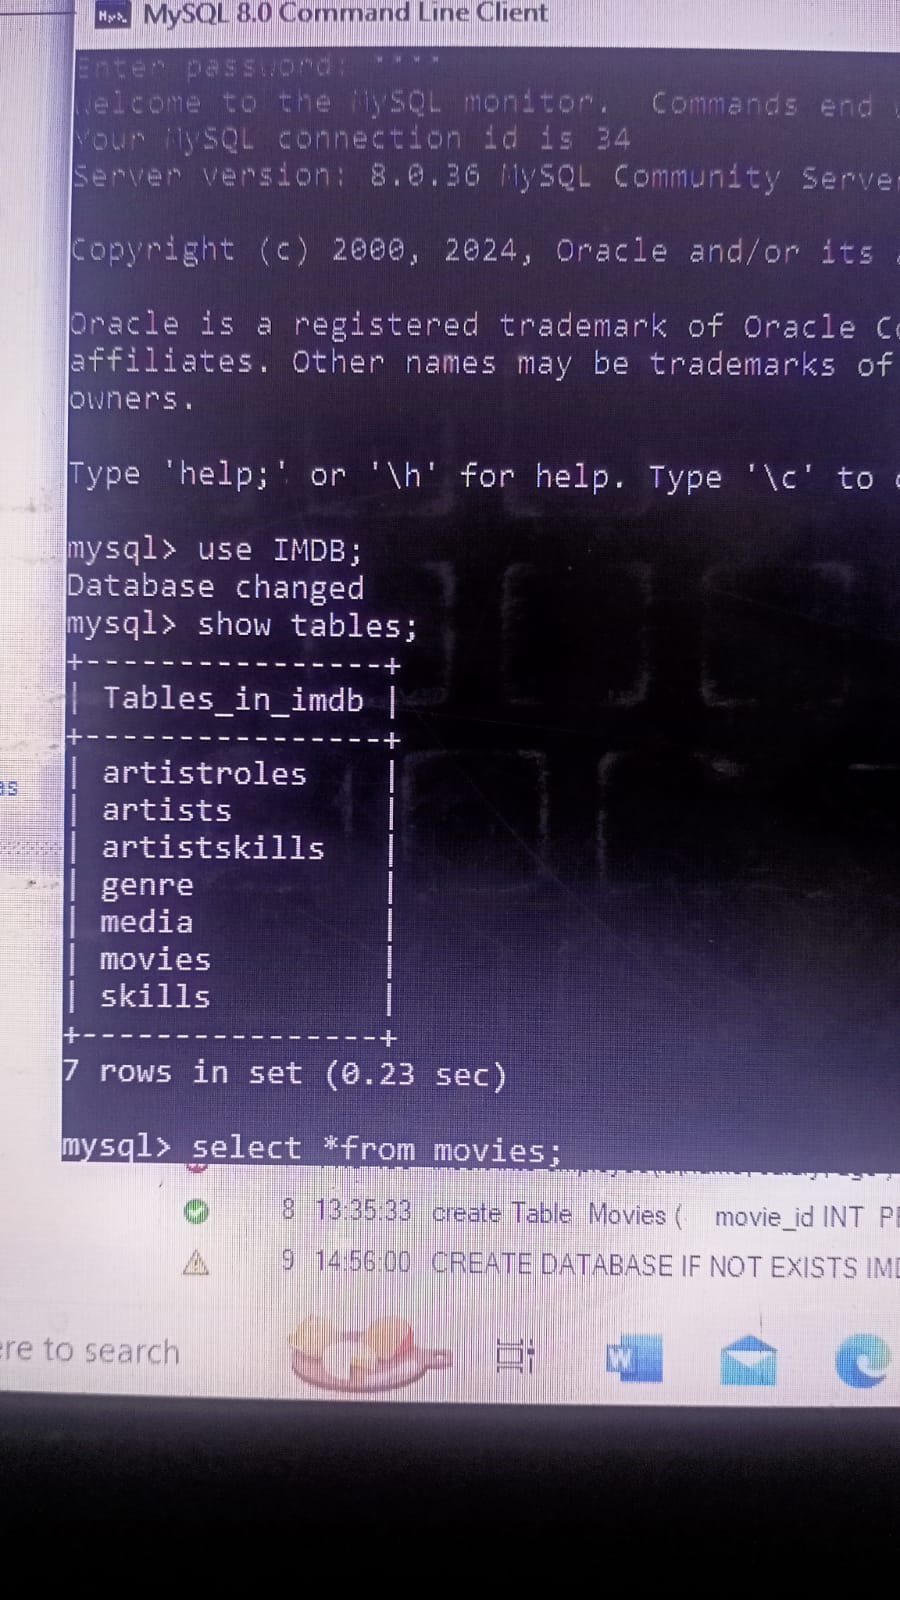 MySQL 8.0 Command Line Client
Enter password: ****
Welcome to the MySQL monitor.  Commands end
Your MySQL connection id is 34
Server version: 8.0.36 MySQL Community Serve
Copyright (c) 2000, 2024, Oracle and/or its
Oracle is a registered trademark of Oracle Co
affiliates. Other names may be trademarks of
owners.
Type 'help;' or '\h' for help. Type '\c' to
mysql> use IMDB;
Database changed
mysql> show tables;
+----------------+
| Tables_in_imdb |
+----------------+
| artistroles    |
| artists        |
| artistskills   |
| genre          |
| media          |
| movies         |
| skills         |
+----------------+
7 rows in set (0.23 sec)
mysql> select *from movies;
8 13:35:33 create Table Movies ( movie_id INT PR
9 14:56:00 CREATE DATABASE IF NOT EXISTS IMD
ere to search
W
as